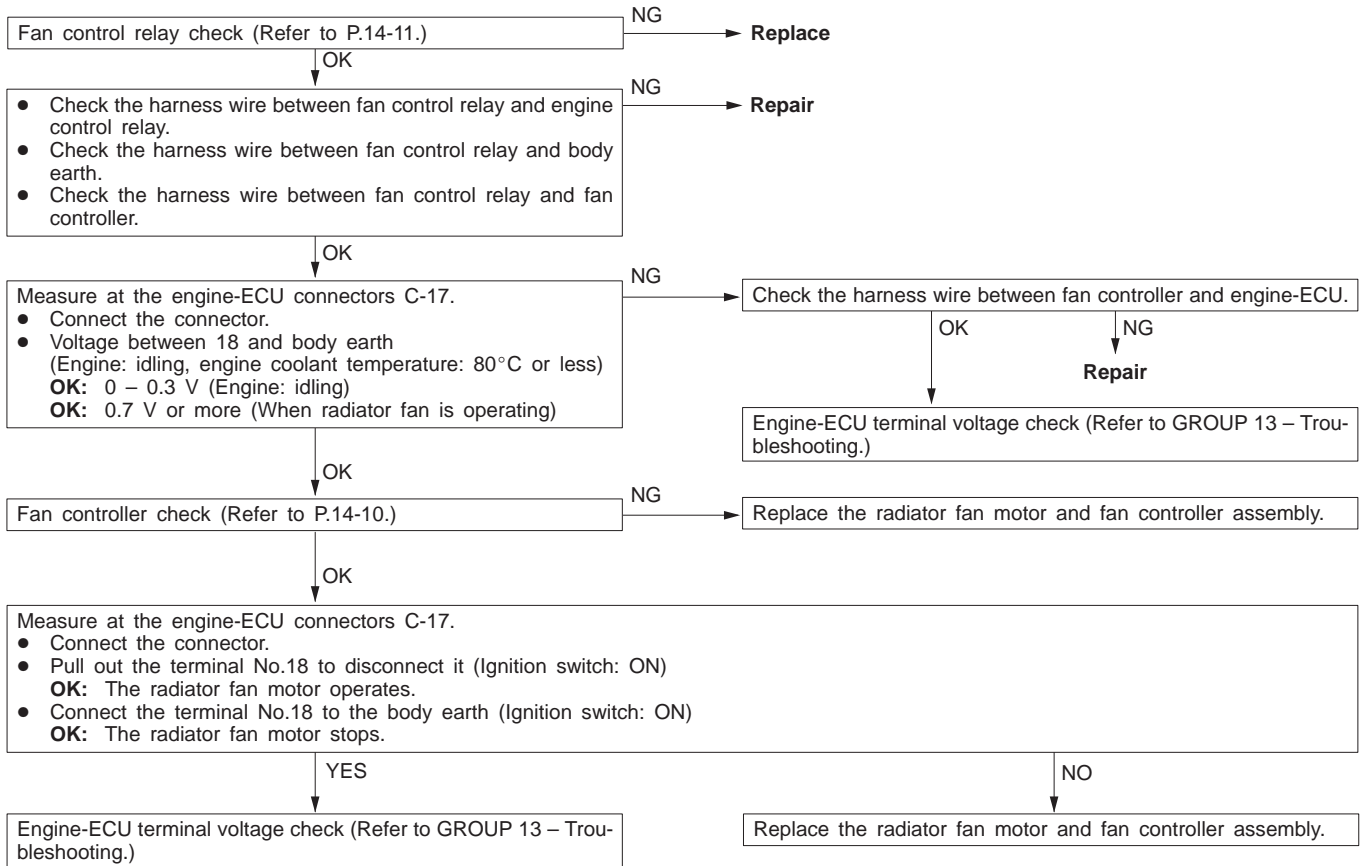 Fan control relay check (Refer to P.14-11.)
NG
Replace
OK
● Check the harness wire between fan control relay and engine
control relay.
● Check the harness wire between fan control relay and body
earth.
● Check the harness wire between fan control relay and fan
controller.
NG
Repair
OK
Measure at the engine-ECU connectors C-17.
● Connect the connector.
● Voltage between 18 and body earth
(Engine: idling, engine coolant temperature: 80°C or less)
OK: 0 – 0.3 V (Engine: idling)
OK: 0.7 V or more (When radiator fan is operating)
NG
Check the harness wire between fan controller and engine-ECU.
OK
NG
Repair
Engine-ECU terminal voltage check (Refer to GROUP 13 – Trou-
bleshooting.)
OK
Fan controller check (Refer to P.14-10.)
NG
Replace the radiator fan motor and fan controller assembly.
OK
Measure at the engine-ECU connectors C-17.
● Connect the connector.
● Pull out the terminal No.18 to disconnect it (Ignition switch: ON)
OK: The radiator fan motor operates.
● Connect the terminal No.18 to the body earth (Ignition switch: ON)
OK: The radiator fan motor stops.
YES
NO
Engine-ECU terminal voltage check (Refer to GROUP 13 – Trou-
bleshooting.)
Replace the radiator fan motor and fan controller assembly.